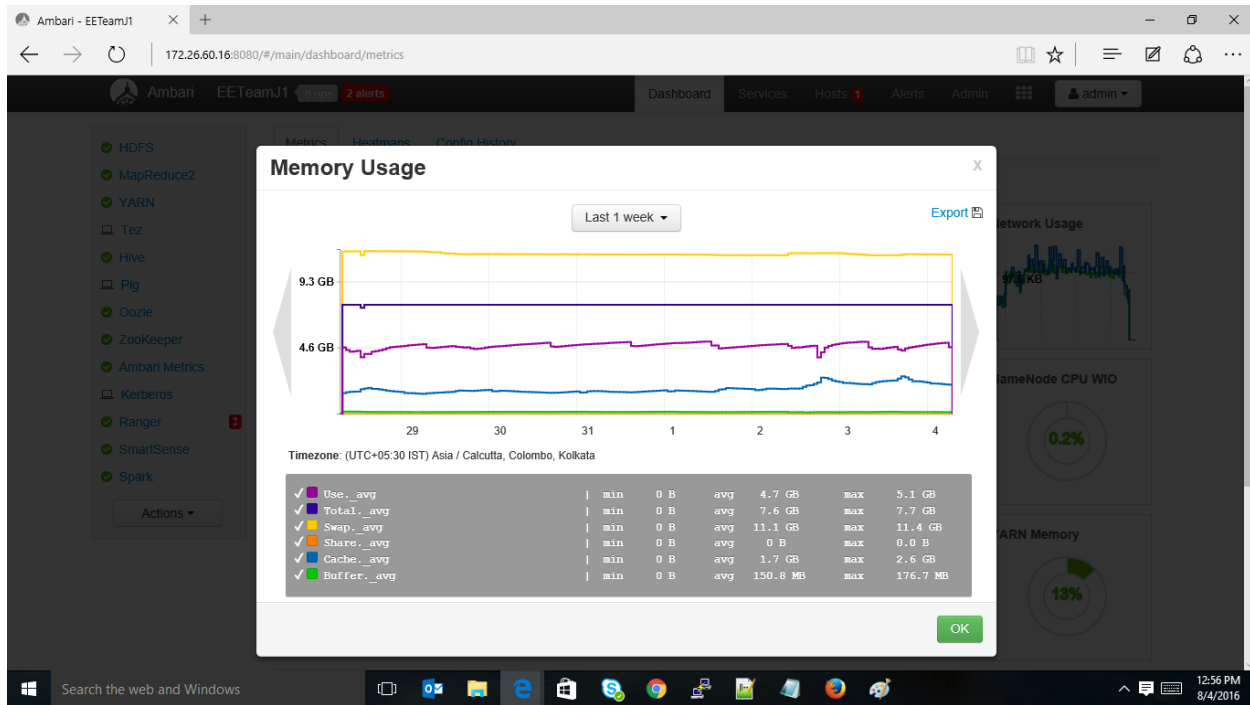 Ambari - EETeamJ1
172.26.60.16:8080/#/main/dashboard/metrics
Ambari EETeamJ1 0 ops 2 alerts Dashboard Services Hosts 1 Alerts Admin admin
HDFS
MapReduce2
YARN
Tez
Hive
Pig
Oozie
ZooKeeper
Ambari Metrics
Kerberos
Ranger 2
SmartSense
Spark
Actions
Metrics Heatmaps Config History
Memory Usage X
Last 1 week
Export
9.3 GB
4.6 GB
29 30 31 1 2 3 4
Timezone: (UTC+05:30 IST) Asia / Calcutta, Colombo, Kolkata
Use._avg | min 0 B avg 4.7 GB max 5.1 GB
Total._avg | min 0 B avg 7.6 GB max 7.7 GB
Swap._avg | min 0 B avg 11.1 GB max 11.4 GB
Share._avg | min 0 B avg 0 B max 0.0 B
Cache._avg | min 0 B avg 1.7 GB max 2.6 GB
Buffer._avg | min 0 B avg 150.8 MB max 176.7 MB
OK
etwork Usage
KB
ameNode CPU WIO
0.2%
ARN Memory
13%
Search the web and Windows
12:56 PM
8/4/2016